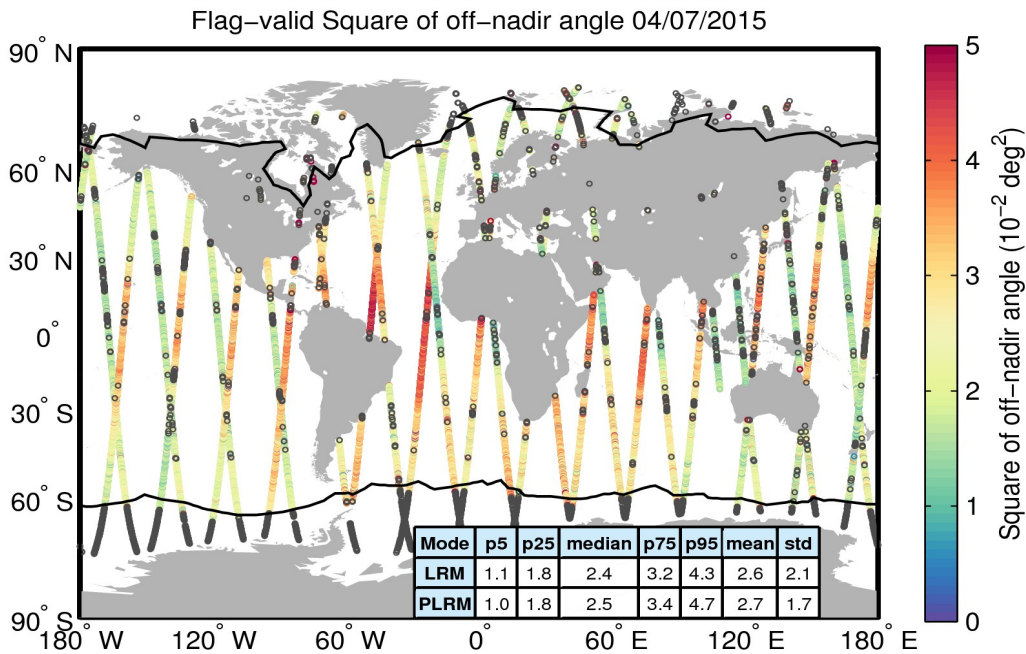 Flag−valid Square of off−nadir angle 04/07/2015
90° N
60° N
30° N
0°
30° S
60° S
90° S
180° W
120° W
60° W
0°
60° E
120° E
180° E
Mode p5 p25 median p75 p95 mean std
LRM 1.1 1.8 2.4 3.2 4.3 2.6 2.1
PLRM 1.0 1.8 2.5 3.4 4.7 2.7 1.7
5
4
3
2
1
0
Square of off−nadir angle (10⁻² deg²)